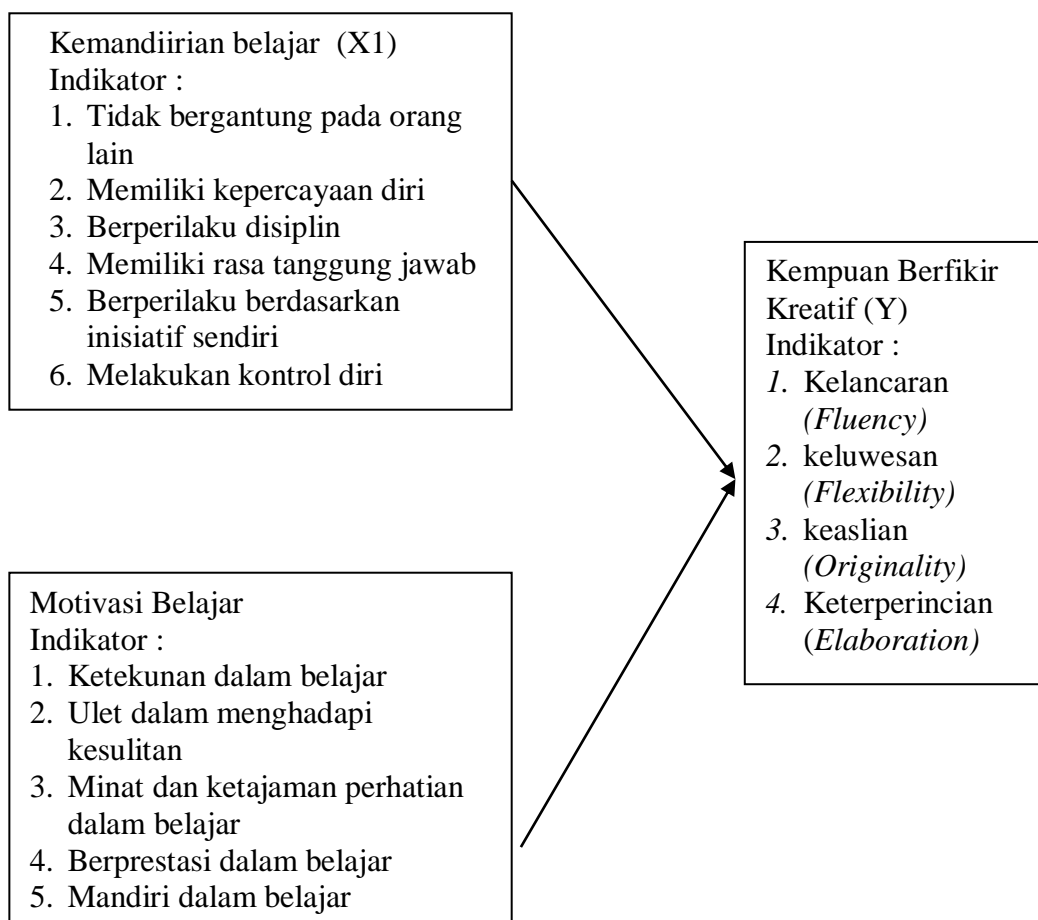 Kemandiirian belajar (X1)
Indikator :
1. Tidak bergantung pada orang
lain
2. Memiliki kepercayaan diri
3. Berperilaku disiplin
4. Memiliki rasa tanggung jawab
5. Berperilaku berdasarkan
inisiatif sendiri
6. Melakukan kontrol diri
Motivasi Belajar
Indikator :
1. Ketekunan dalam belajar
2. Ulet dalam menghadapi
kesulitan
3. Minat dan ketajaman perhatian
dalam belajar
4. Berprestasi dalam belajar
5. Mandiri dalam belajar
Kempuan Berfikir
Kreatif (Y)
Indikator :
1. Kelancaran
(Fluency)
2. keluwesan
(Flexibility)
3. keaslian
(Originality)
4. Keterperincian
(Elaboration)